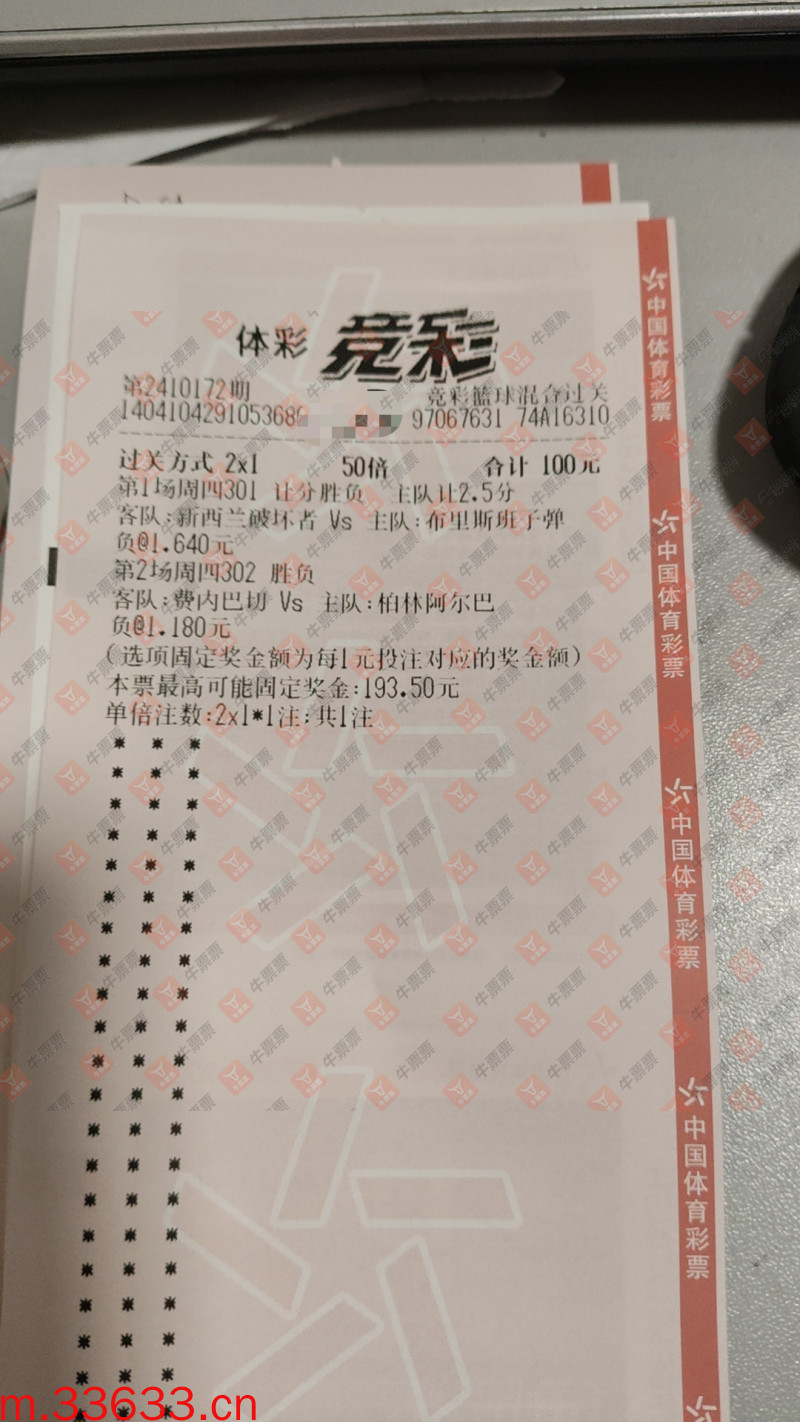 体彩 竞彩
第2410172期 竞彩篮球混合过关
140410429105368 97067631 74A16310
过关方式 2x1 50倍 合计 100元
第1场周四301 让分胜负 主队让2.5分
客队:新西兰破坏者 Vs 主队:布里斯班子弹
负@1.640元
第2场周四302 胜负
客队:费内巴切 Vs 主队:柏林阿尔巴
负@1.180元
(选项固定奖金额为每1元投注对应的奖金额)
本票最高可能固定奖金:193.50元
单倍注数:2x1*1注;共1注
中国体育彩票
中国体育彩票
中国体育彩票
中国体育彩票
牛票票
m.33633.cn